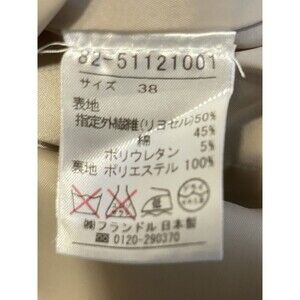 82-51121001
サイズ 38
表地
指定外繊維(リヨセル)50%
綿 45%
ポリウレタン 5%
裏地 ポリエステル 100%
㈱フランドル 日本製
☎ 0120-290370